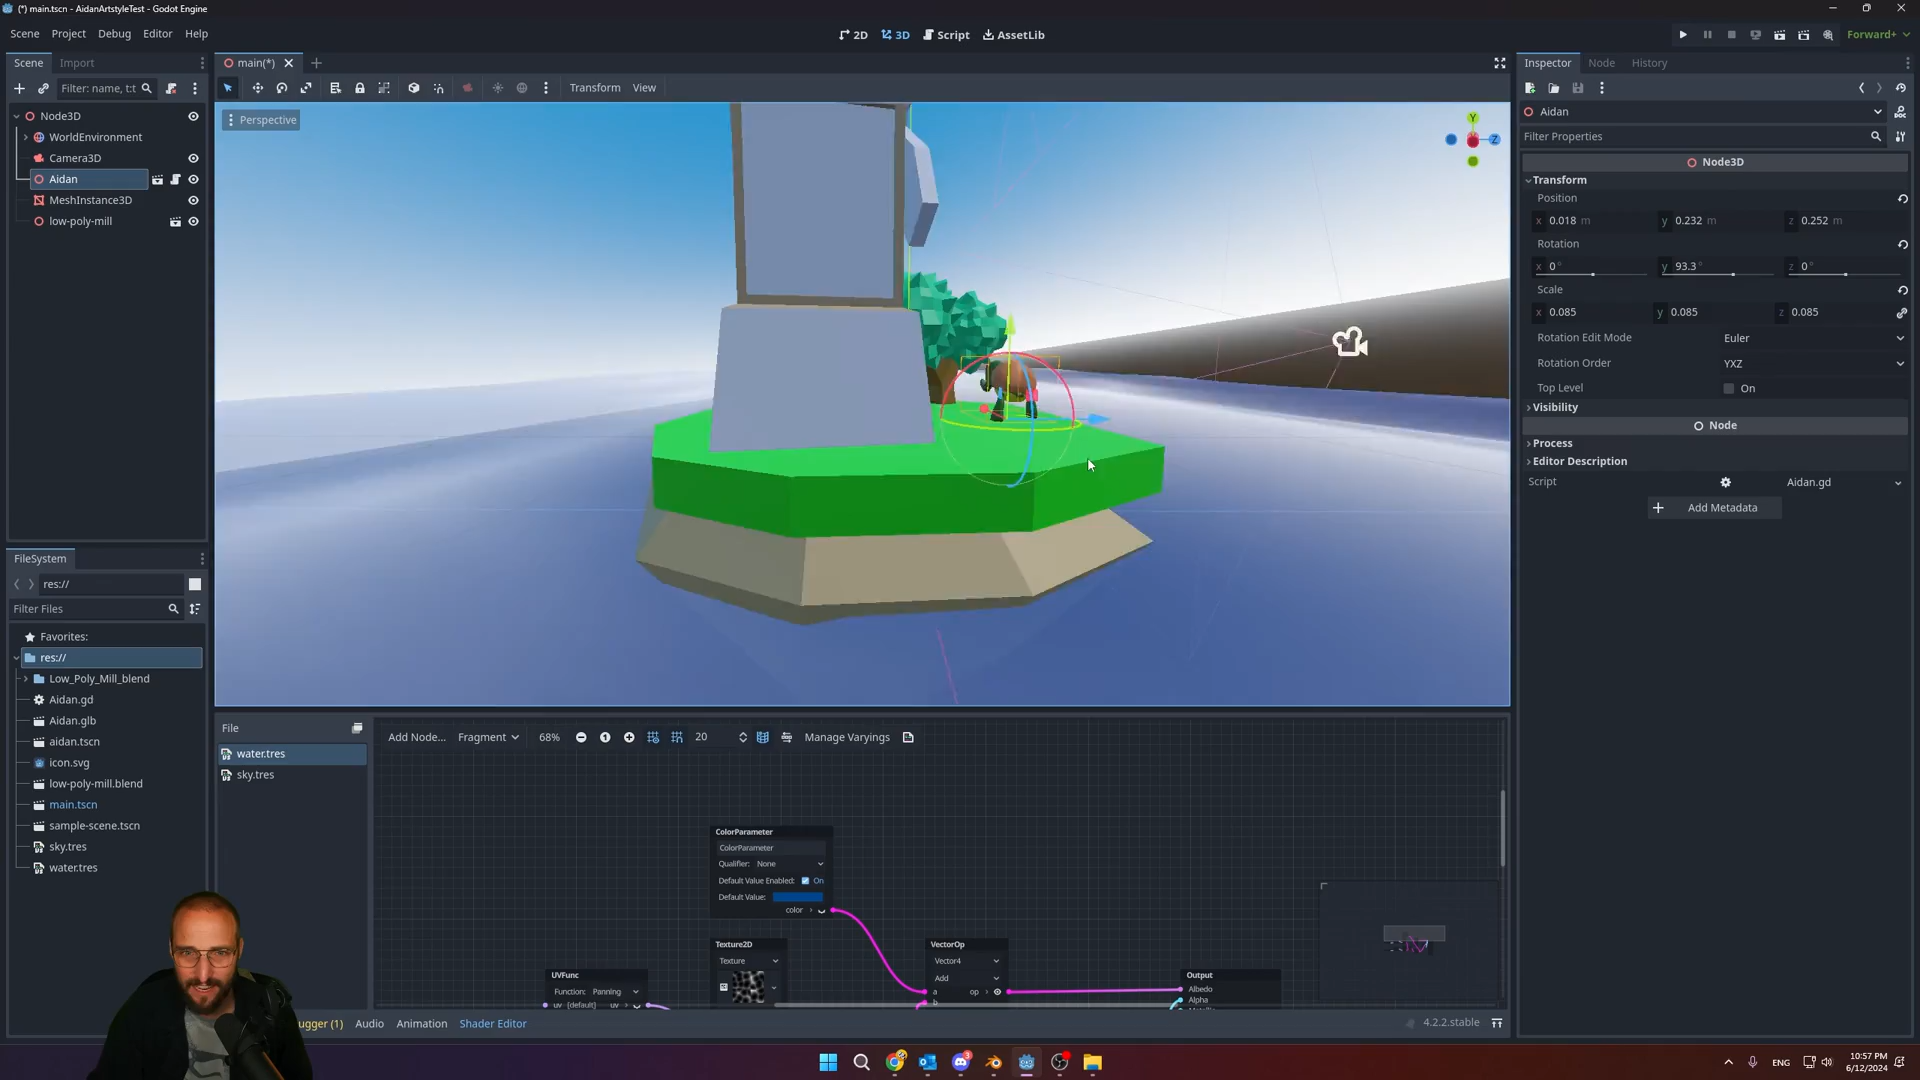 (*) main.tscn - AidanArtstyleTest - Godot Engine
Scene Project Debug Editor Help
2D 3D Script AssetLib
Forward+
Scene Import
main(*)
Inspector Node History
Filter: name, t:t
Transform View
Node3D
WorldEnvironment
Camera3D
Aidan
MeshInstance3D
low-poly-mill
Perspective
Y
Z
Aidan
Filter Properties
Node3D
Transform
Position
x 0.018 m y 0.232 m z 0.252 m
Rotation
x 0° y 93.3° z 0°
Scale
x 0.085 y 0.085 z 0.085
Rotation Edit Mode Euler
Rotation Order YXZ
Top Level On
Visibility
Node
Process
Editor Description
Script Aidan.gd
Add Metadata
FileSystem
res://
Filter Files
Favorites:
res://
Low_Poly_Mill_blend
Aidan.gd
Aidan.glb
aidan.tscn
icon.svg
low-poly-mill.blend
main.tscn
sample-scene.tscn
sky.tres
water.tres
File
water.tres
sky.tres
Add Node... Fragment 68% 20 Manage Varyings
ColorParameter
ColorParameter
Qualifier: None
Default Value Enabled: On
Default Value:
color
Texture2D
Texture
UVFunc
Function: Panning
uv [default] uv
VectorOp
Vector4
Add
a op
b
Output
Albedo
Alpha
ugger (1) Audio Animation Shader Editor
4.2.2.stable
3
ENG
10:57 PM
6/12/2024